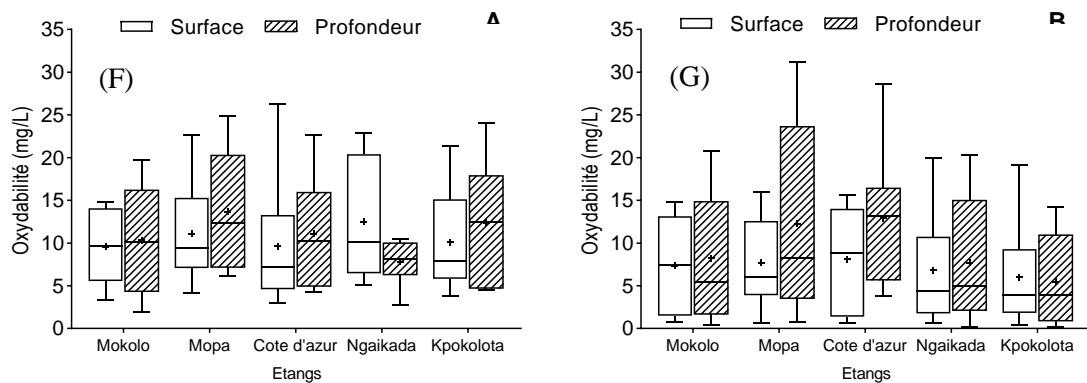 Surface Profondeur A
35
30
25
20
15
10
5
0
Oxydabilité (mg/L)
(F)
Mokolo Mopa Cote d'azur Ngaikada Kpokolota
Etangs
Surface Profondeur B
35
30
25
20
15
10
5
0
Oxydabilité (mg/L)
(G)
Mokolo Mopa Cote d'azur Ngaikada Kpokolota
Etangs